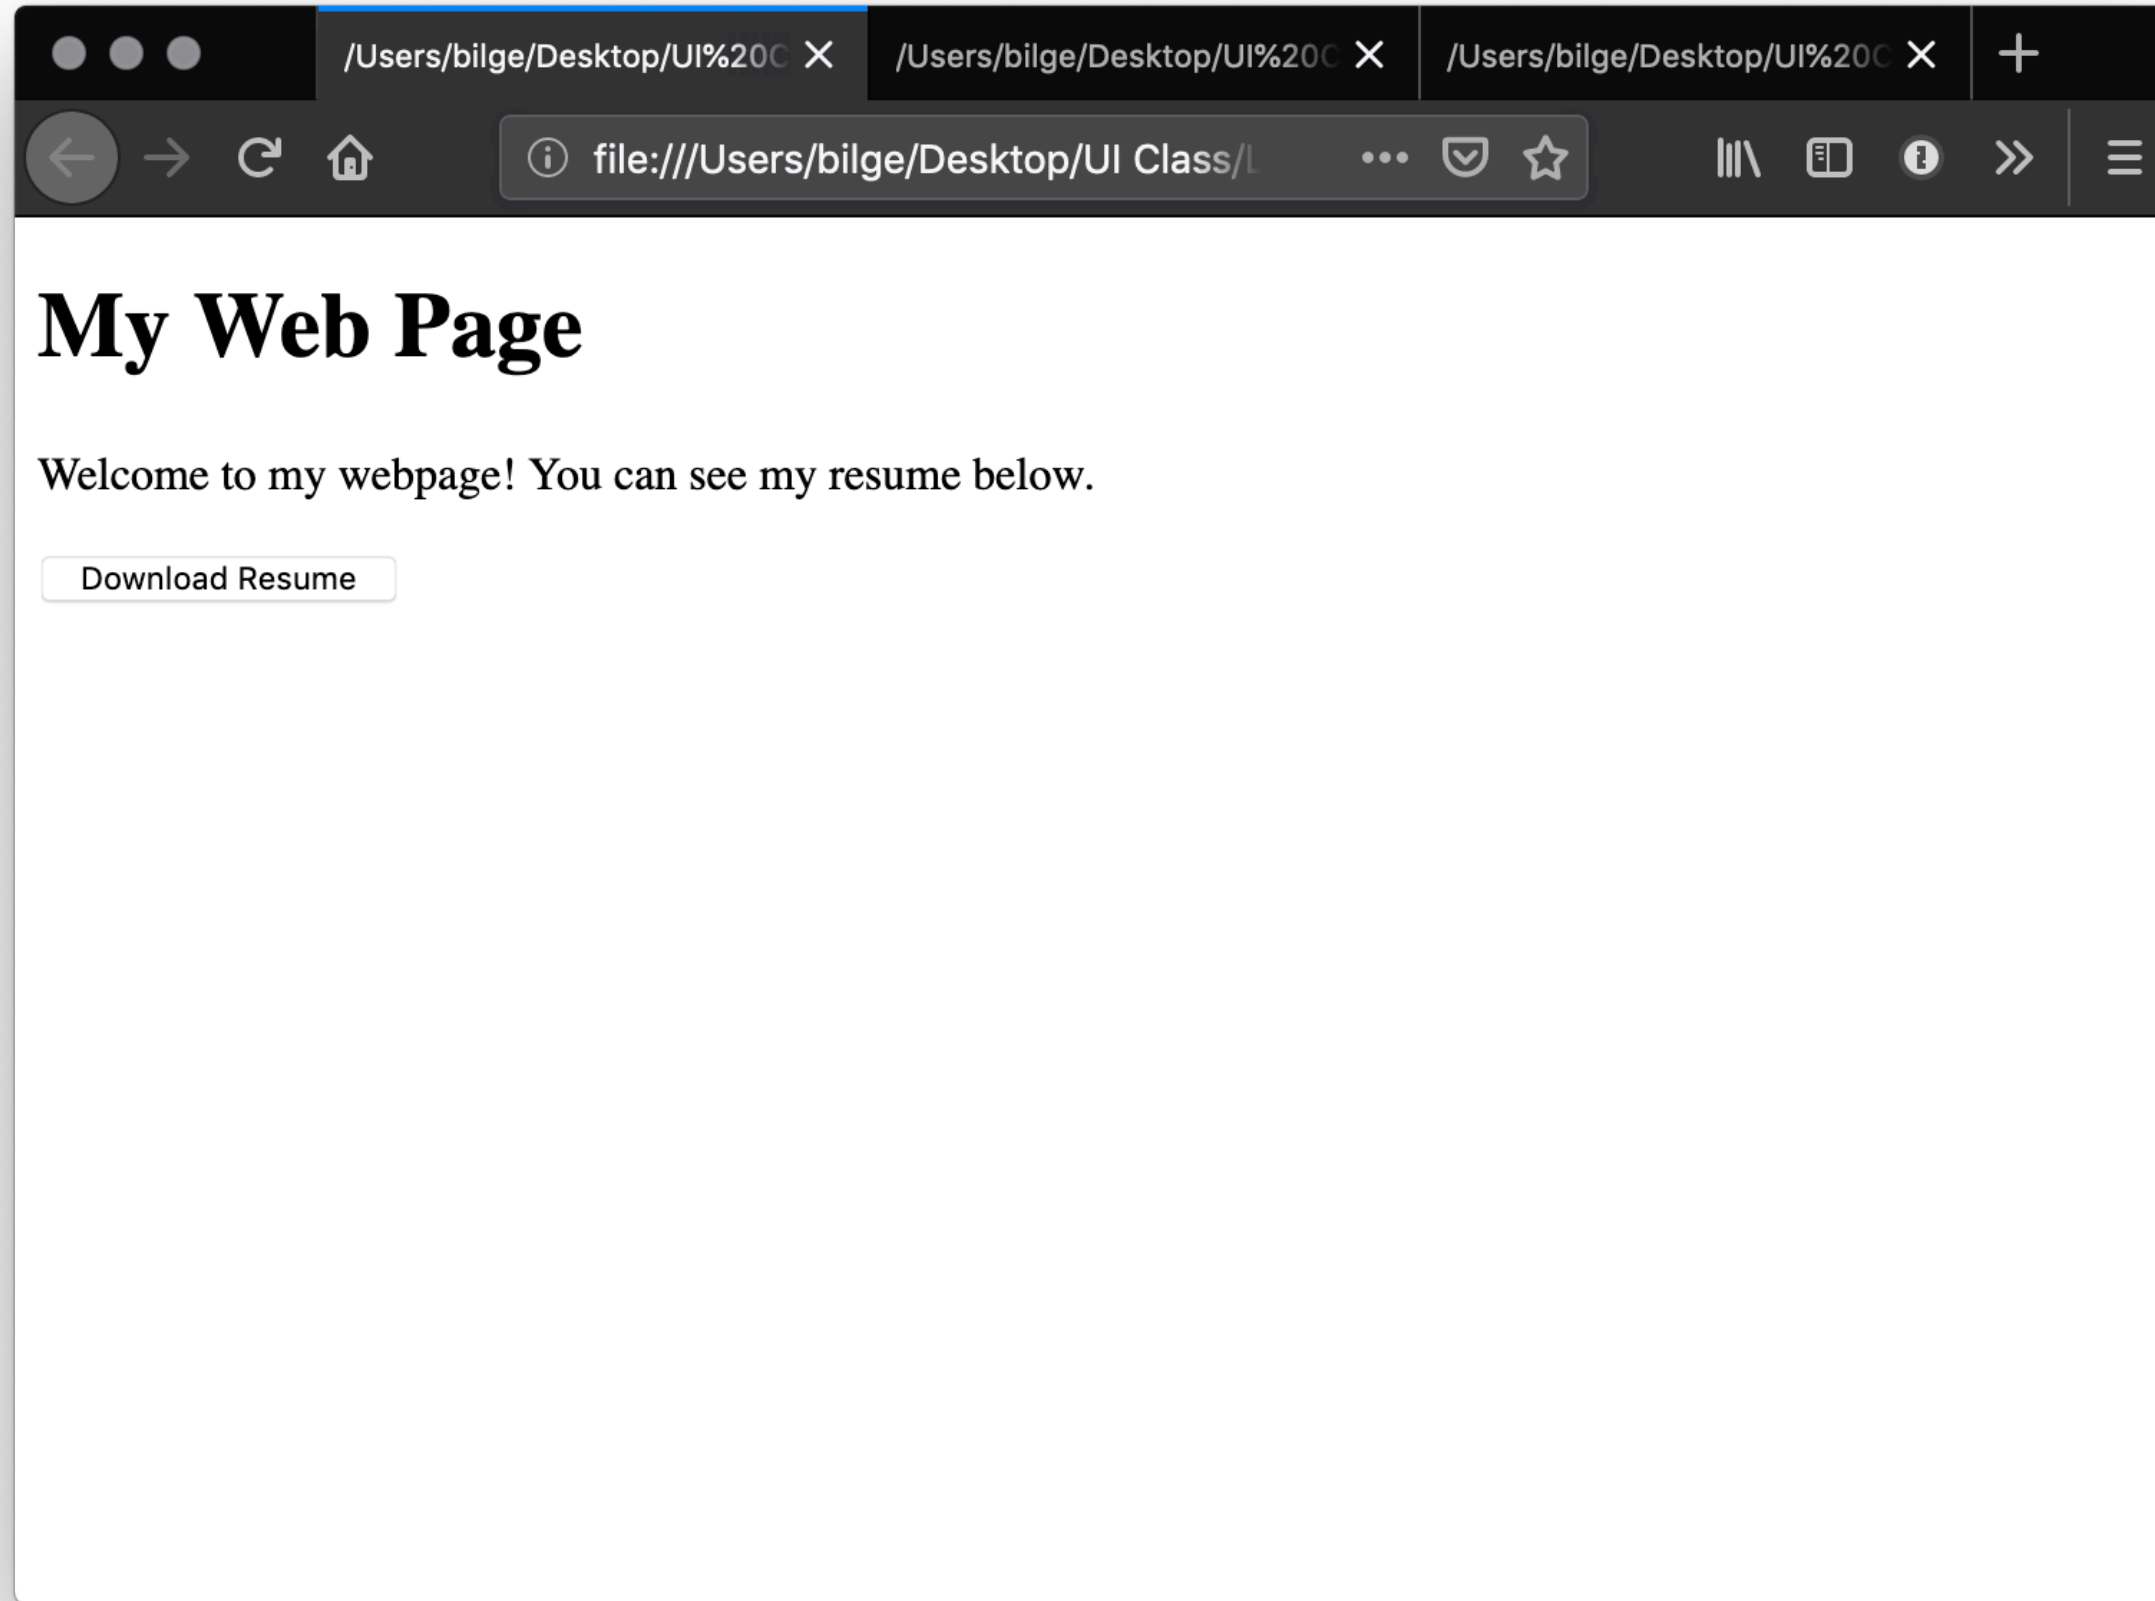 /Users/bilge/Desktop/UI%20C
/Users/bilge/Desktop/UI%20C
/Users/bilge/Desktop/UI%20C
file:///Users/bilge/Desktop/UI Class/L
My Web Page
Welcome to my webpage! You can see my resume below.
Download Resume